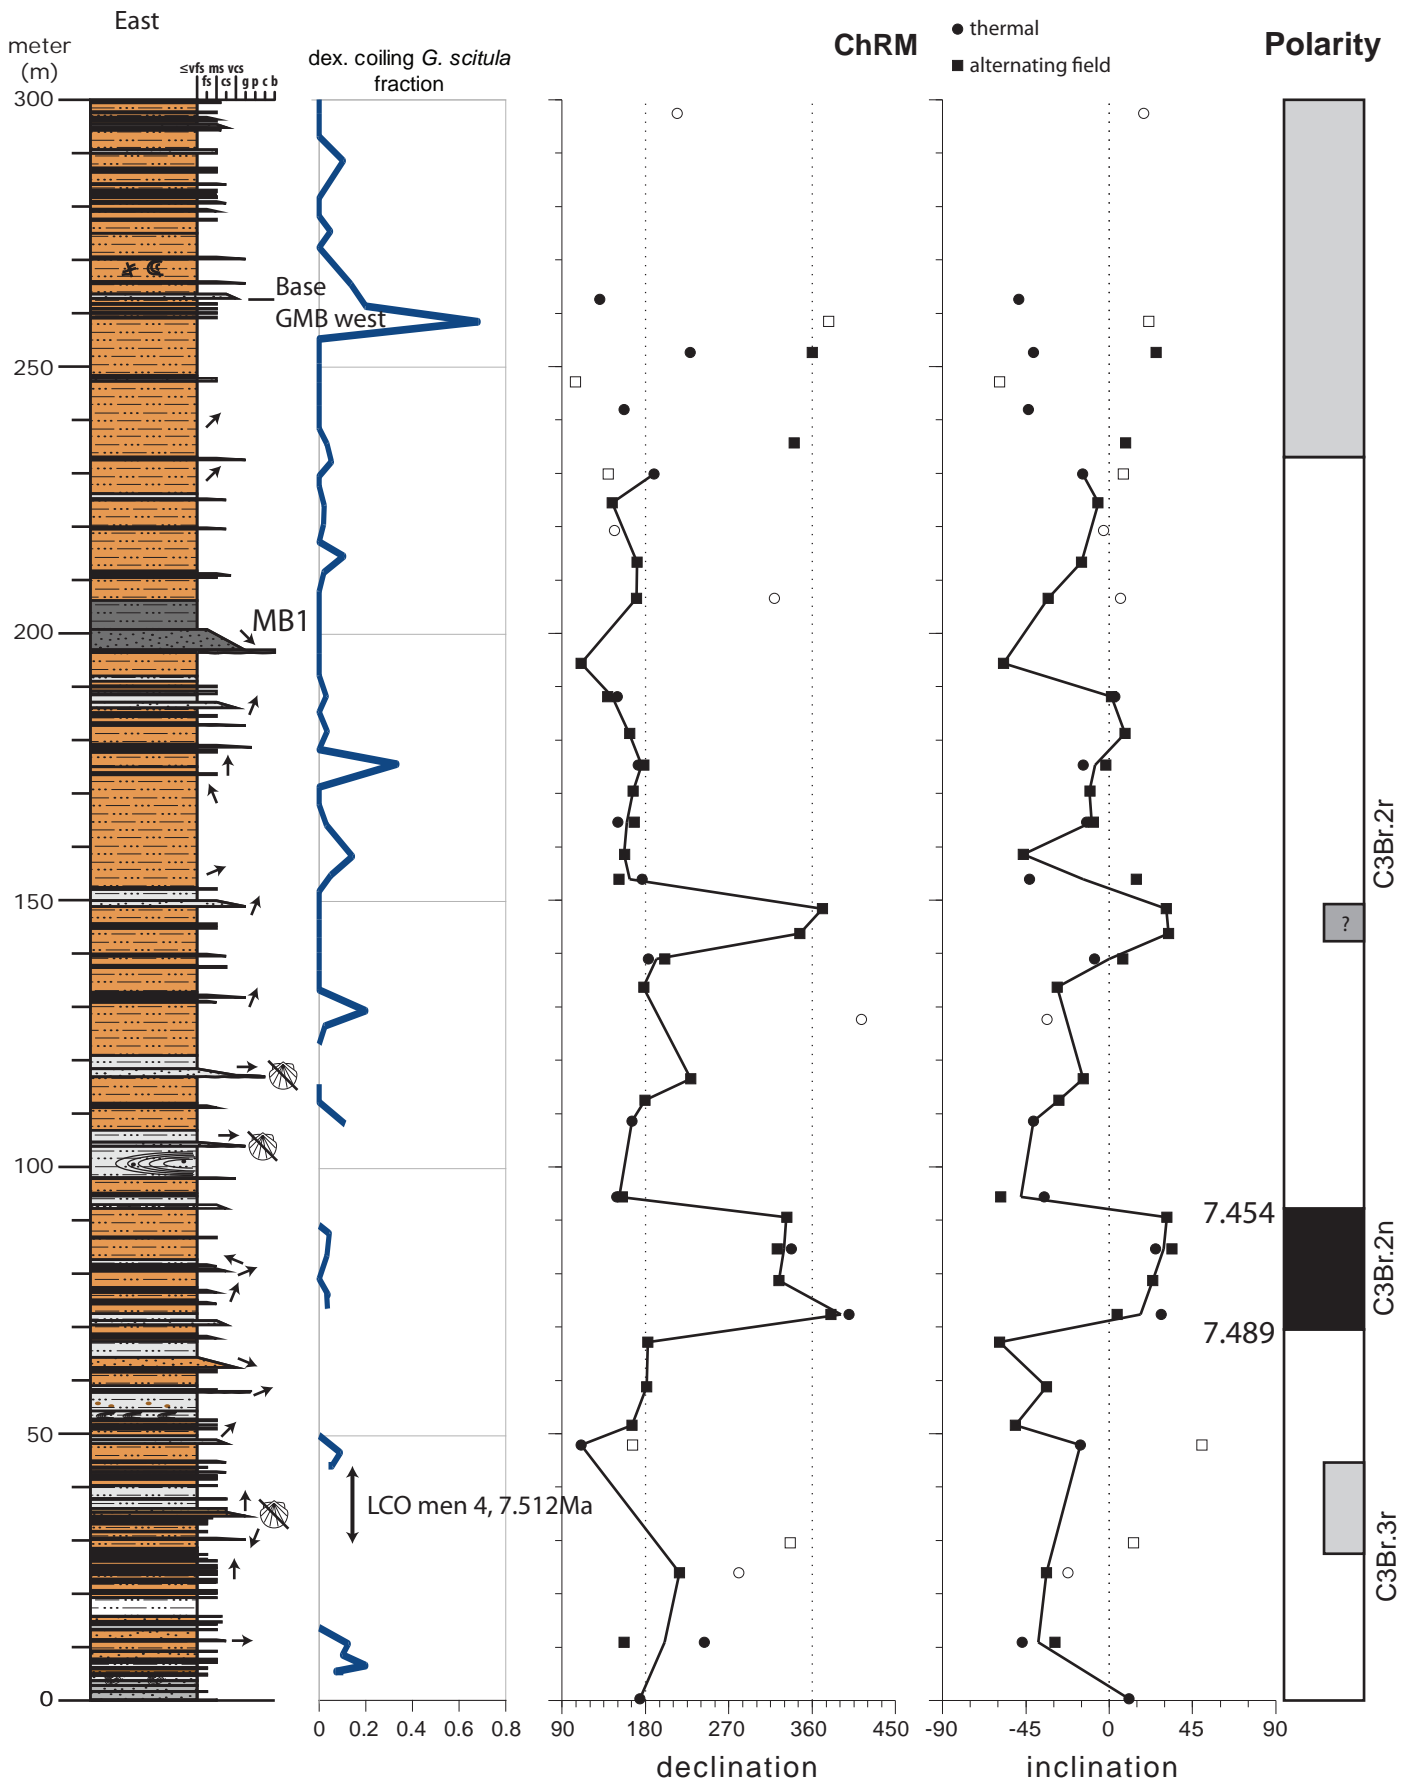 East
meter
(m)
≤vfs ms vcs
fs cs g p c b
dex. coiling G. scitula
fraction
ChRM
● thermal
■ alternating field
Polarity
300
250
200
150
100
50
0
Base
GMB west
MB1
LCO men 4, 7.512Ma
7.454
7.489
?
C3Br.2r
C3Br.2n
C3Br.3r
0 0.2 0.4 0.6 0.8
90 180 270 360 450
-90 -45 0 45 90
declination
inclination